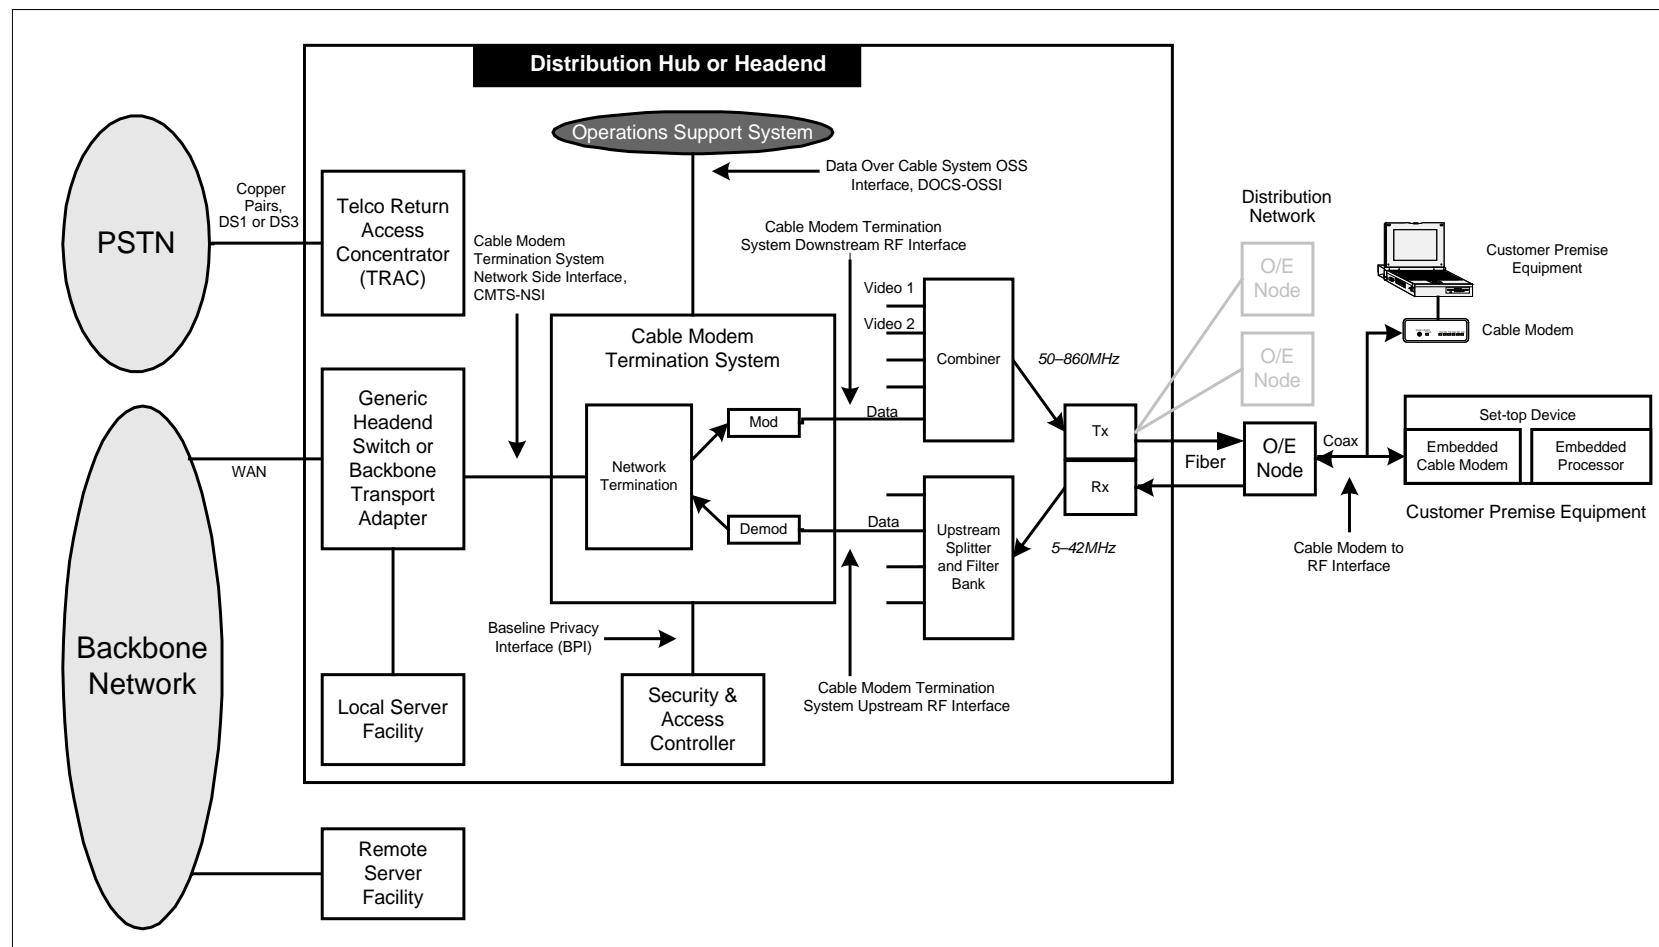 Distribution Hub or Headend
Operations Support System
PSTN
Copper
Pairs,
DS1 or DS3
Telco Return
Access
Concentrator
(TRAC)
Cable Modem
Termination System
Network Side Interface,
CMTS-NSI
Data Over Cable System OSS
Interface, DOCS-OSSI
Cable Modem Termination
System Downstream RF Interface
Distribution
Network
O/E
Node
O/E
Node
Customer Premise
Equipment
Cable Modem
Video 1
Video 2
Combiner
Data
50–860MHz
Cable Modem
Termination System
Mod
Network
Termination
Demod
Generic
Headend
Switch or
Backbone
Transport
Adapter
WAN
Backbone
Network
Tx
Rx
Fiber
O/E
Node
Coax
Set-top Device
Embedded
Cable Modem
Embedded
Processor
Customer Premise Equipment
Cable Modem to
RF Interface
Data
Upstream
Splitter
and Filter
Bank
5–42MHz
Baseline Privacy
Interface (BPI)
Cable Modem Termination
System Upstream RF Interface
Local Server
Facility
Security &
Access
Controller
Remote
Server
Facility